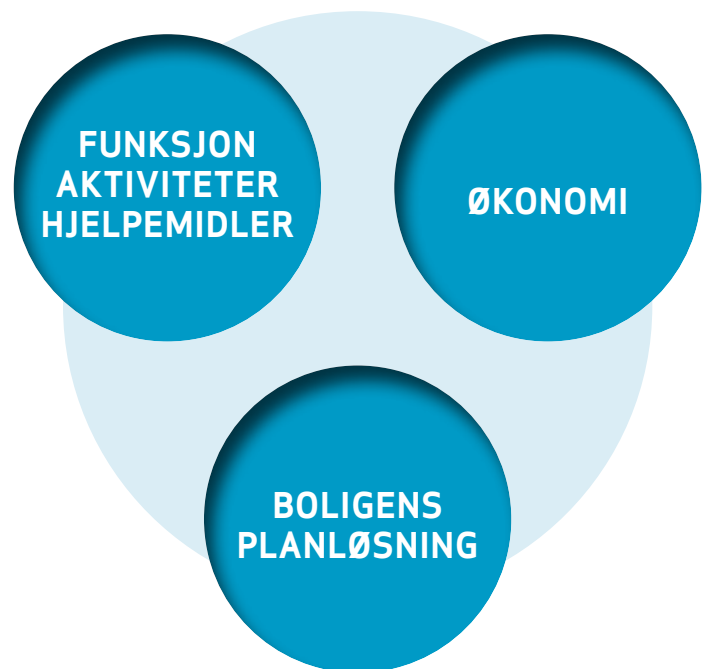 FUNKSJON
AKTIVITETER
HJELPEMIDLER
ØKONOMI
BOLIGENS
PLANLØSNING